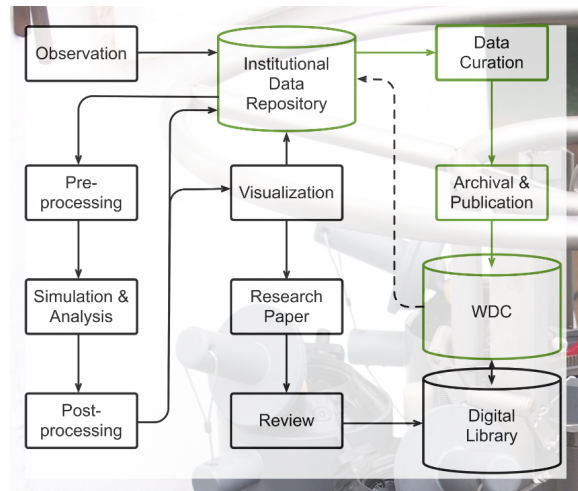 Observation
Institutional
Data
Repository
Data
Curation
Pre-
processing
Visualization
Archival &
Publication
Simulation &
Analysis
Research
Paper
WDC
Post-
processing
Review
Digital
Library